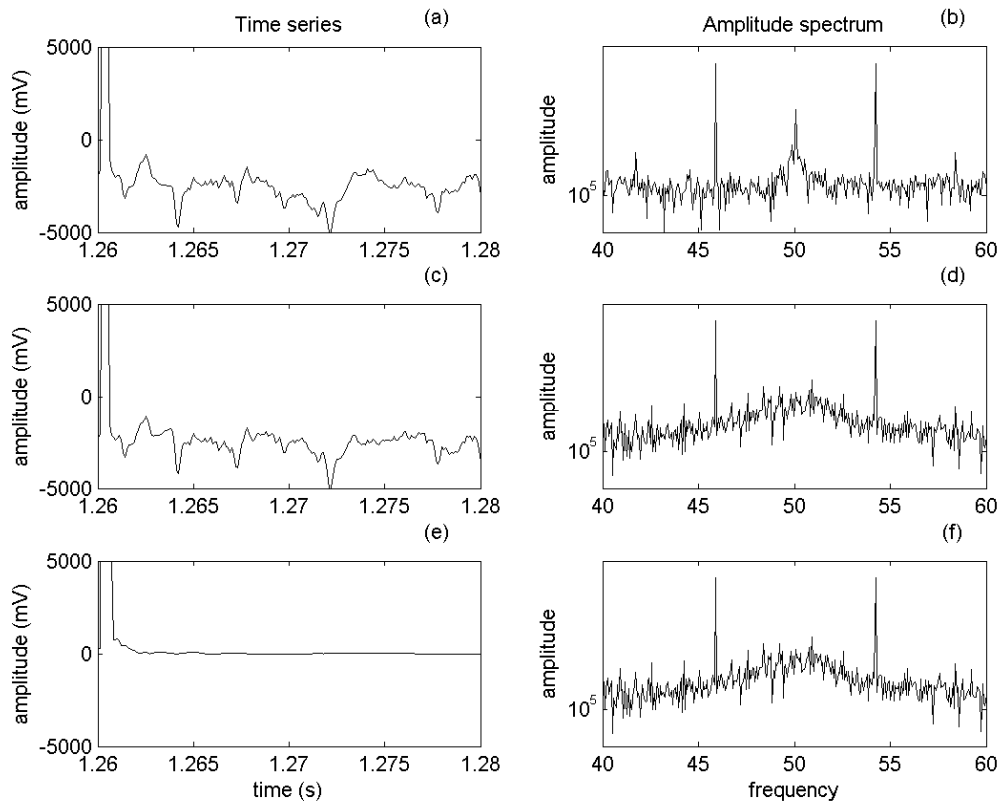 Time series
(a)
5000
0
-5000
amplitude (mV)
1.26
1.265
1.27
1.275
1.28
Amplitude spectrum
(b)
amplitude
10^5
40
45
50
55
60
(c)
5000
0
-5000
amplitude (mV)
1.26
1.265
1.27
1.275
1.28
(d)
amplitude
10^5
40
45
50
55
60
(e)
5000
0
-5000
amplitude (mV)
1.26
1.265
1.27
1.275
1.28
time (s)
(f)
amplitude
10^5
40
45
50
55
60
frequency